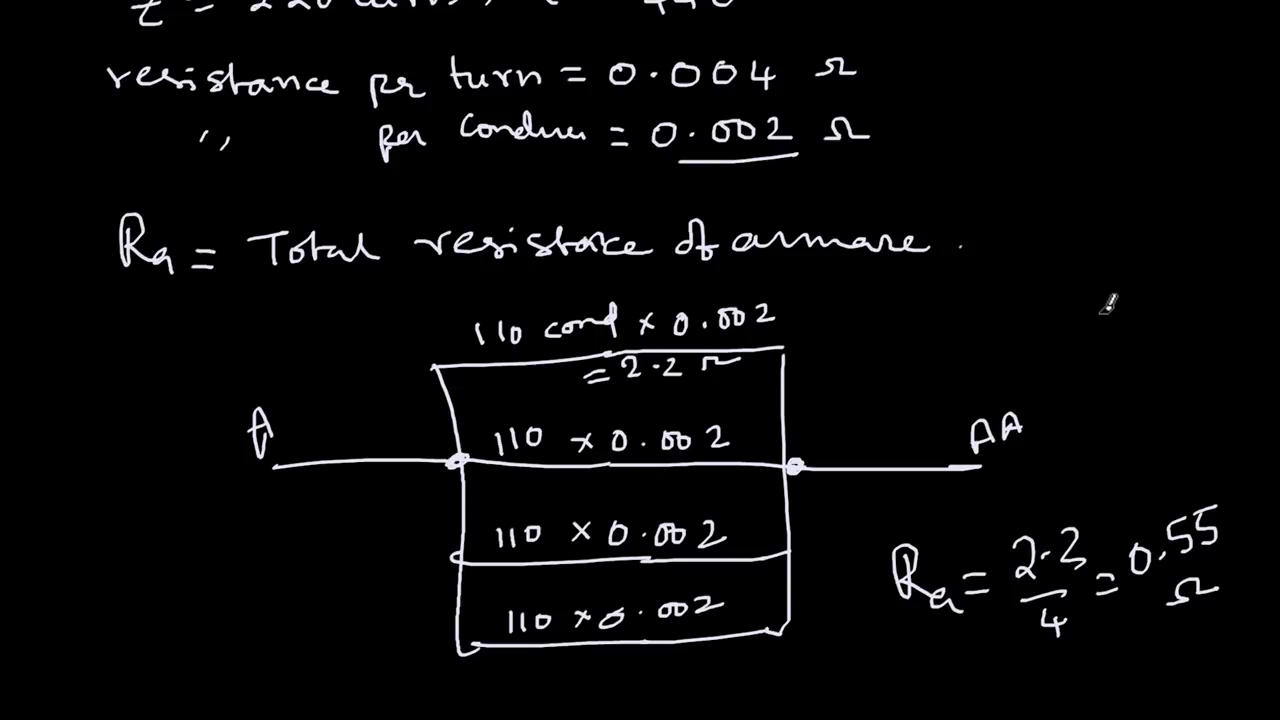 resistance per turn = 0.004 Ω
,, per conduc = 0.002 Ω
Ra = Total resistance of armare.
110 cond × 0.002
= 2.2 Ω
A 110 × 0.002 AA
110 × 0.002
Ra = 2.2/4 = 0.55 Ω
110 × 0.002